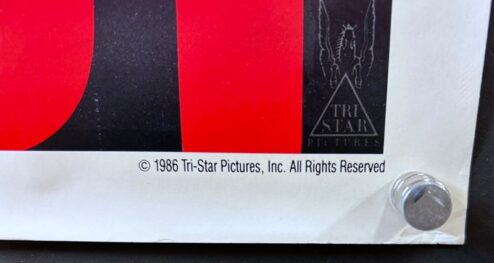 TRI
STAR
PICTURES
© 1986 Tri-Star Pictures, Inc. All Rights Reserved